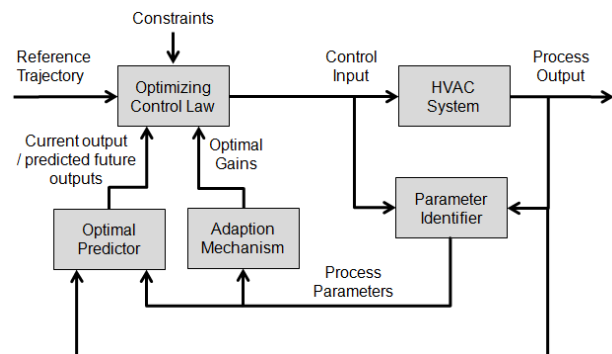 Constraints
Reference
Trajectory
Optimizing
Control Law
Control
Input
HVAC
System
Process
Output
Current output
/ predicted future
outputs
Optimal
Gains
Parameter
Identifier
Optimal
Predictor
Adaption
Mechanism
Process
Parameters